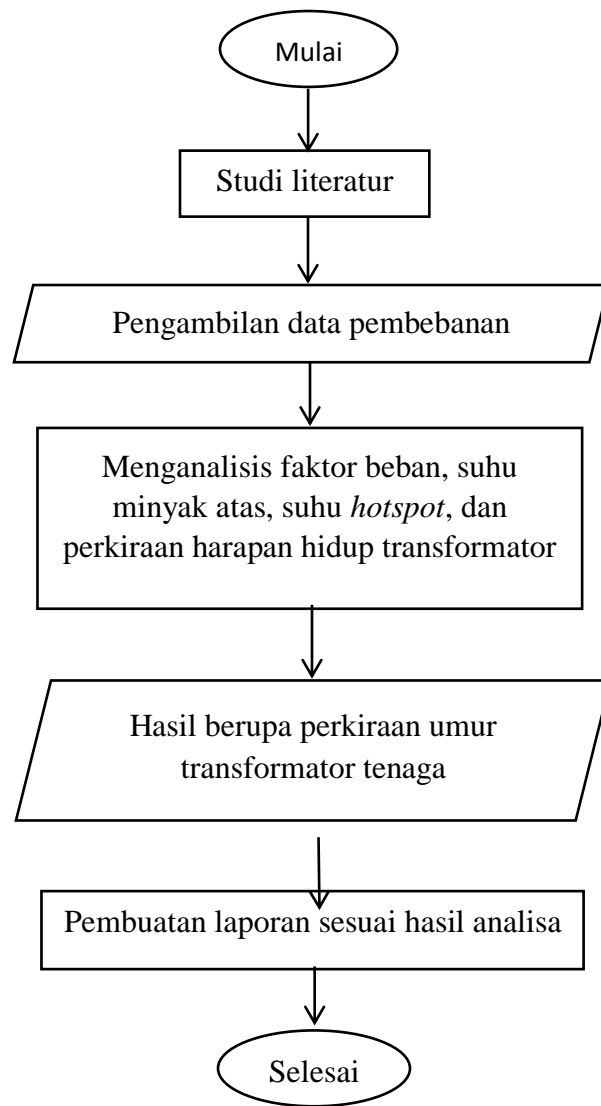 Mulai
Studi literatur
Pengambilan data pembebanan
Menganalisis faktor beban, suhu
minyak atas, suhu hotspot, dan
perkiraan harapan hidup transformator
Hasil berupa perkiraan umur
transformator tenaga
Pembuatan laporan sesuai hasil analisa
Selesai